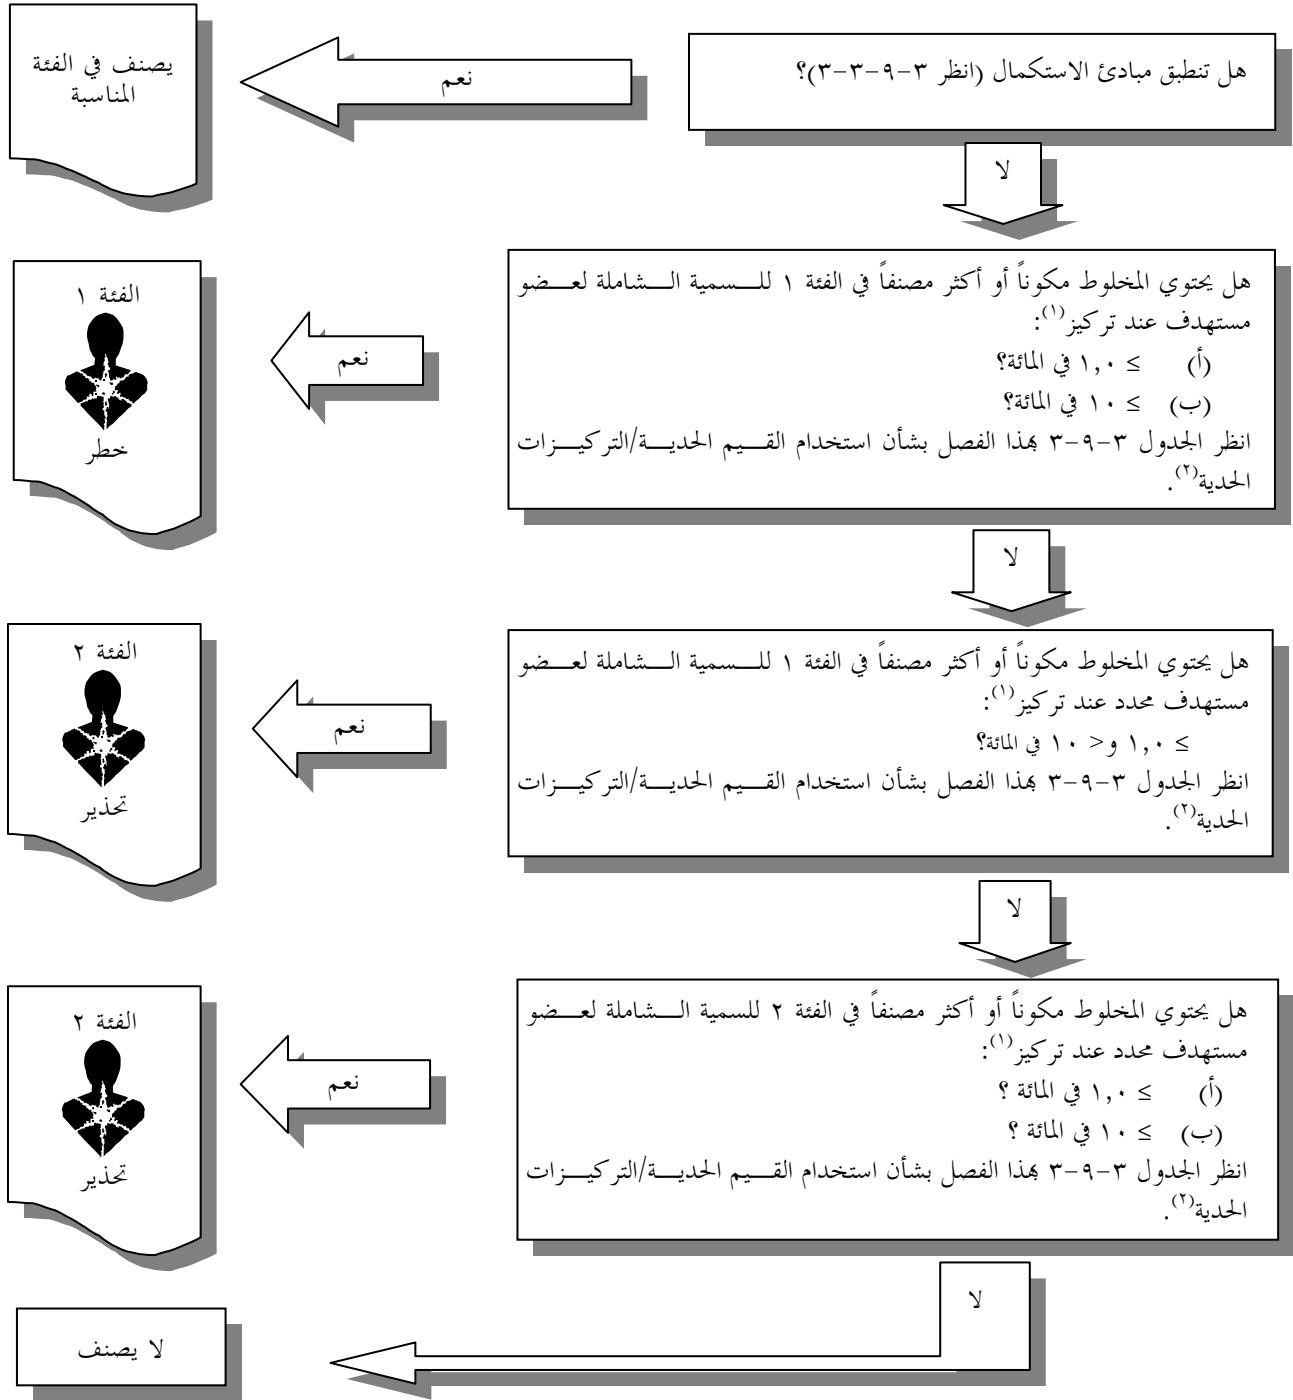 هل تنطبق مبادئ الاستكمال (انظر ٣-٩-٣-٣)؟
نعم
يصنف في الفئة
المناسبة
لا
هل يحتوي المخلوط مكوناً أو أكثر مصنفاً في الفئة ١ للسمية الشاملة لعضو
مستهدف عند تركيز(١):
(أ) ≥ ١,٠ في المائة؟
(ب) ≥ ١٠ في المائة؟
انظر الجدول ٣-٩-٣ بهذا الفصل بشأن استخدام القيم الحدية/التركيزات
الحدية(٢).
نعم
الفئة ١
خطر
لا
هل يحتوي المخلوط مكوناً أو أكثر مصنفاً في الفئة ١ للسمية الشاملة لعضو
مستهدف محدد عند تركيز(١):
≥ ١,٠ و< ١٠ في المائة؟
انظر الجدول ٣-٩-٣ بهذا الفصل بشأن استخدام القيم الحدية/التركيزات
الحدية(٢).
نعم
الفئة ٢
تحذير
لا
هل يحتوي المخلوط مكوناً أو أكثر مصنفاً في الفئة ٢ للسمية الشاملة لعضو
مستهدف محدد عند تركيز(١):
(أ) ≥ ١,٠ في المائة ؟
(ب) ≥ ١٠ في المائة ؟
انظر الجدول ٣-٩-٣ بهذا الفصل بشأن استخدام القيم الحدية/التركيزات
الحدية(٢).
نعم
الفئة ٢
تحذير
لا
لا يصنف